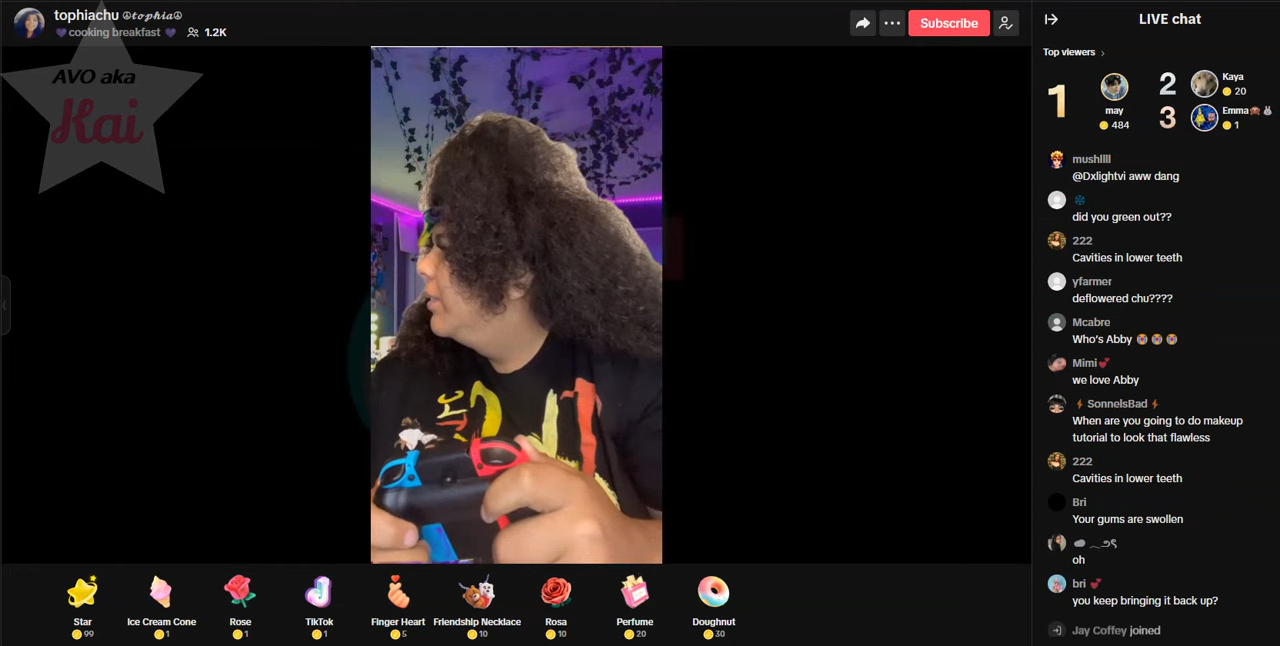 tophiachu ☮𝓽𝓸𝓹𝓱𝓲𝓪☮
💜cooking breakfast 💜 1.2K
Subscribe
AVO aka
Kai
LIVE chat
Top viewers ›
1
may
484
2
Kaya
20
3
Emma
1
mushllll
@Dxlightvi aww dang
❄
did you green out??
222
Cavities in lower teeth
yfarmer
deflowered chu????
Mcabre
Who's Abby 😭 😭 😭
Mimi💕
we love Abby
⚡SonnelsBad⚡
When are you going to do makeup
tutorial to look that flawless
222
Cavities in lower teeth
Bri
Your gums are swollen
oh
bri 💕
you keep bringing it back up?
Jay Coffey joined
Star
99
Ice Cream Cone
1
Rose
1
TikTok
1
Finger Heart
5
Friendship Necklace
10
Rosa
10
Perfume
20
Doughnut
30